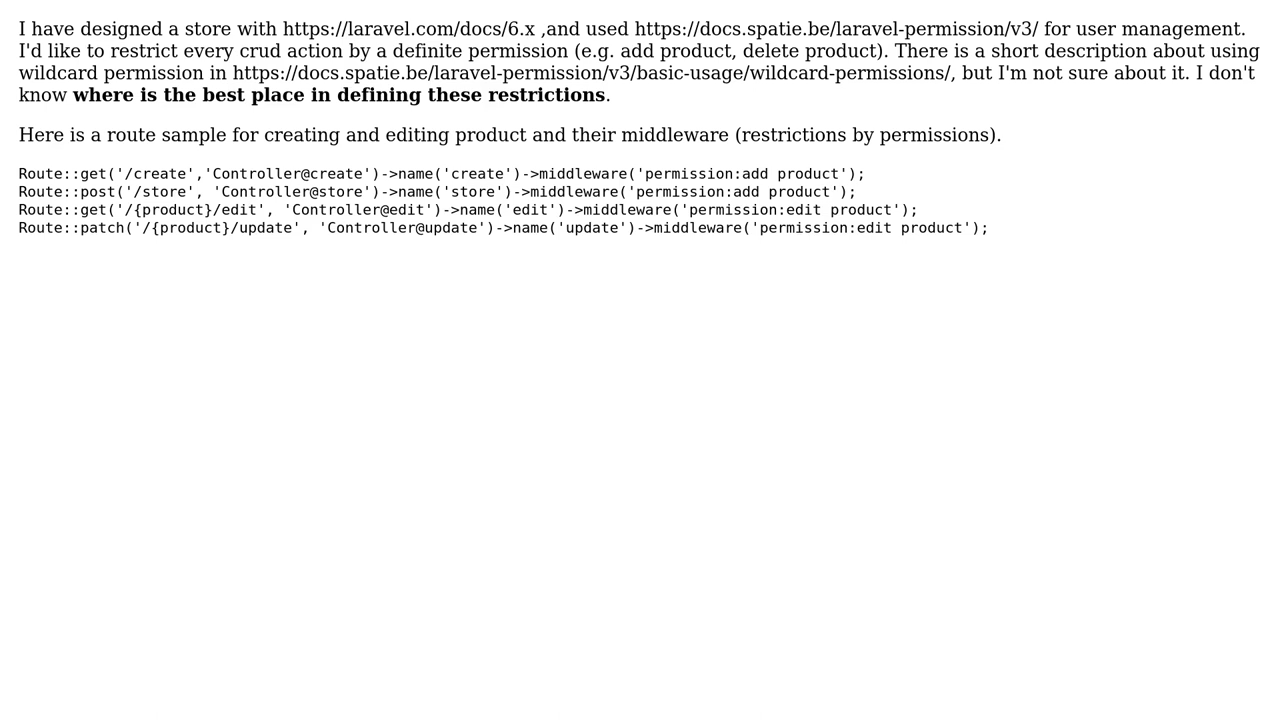 I have designed a store with https://laravel.com/docs/6.x ,and used https://docs.spatie.be/laravel-permission/v3/ for user management.
I'd like to restrict every crud action by a definite permission (e.g. add product, delete product). There is a short description about using
wildcard permission in https://docs.spatie.be/laravel-permission/v3/basic-usage/wildcard-permissions/, but I'm not sure about it. I don't
know where is the best place in defining these restrictions.
Here is a route sample for creating and editing product and their middleware (restrictions by permissions).
Route::get('/create','Controller@create')->name('create')->middleware('permission:add product');
Route::post('/store', 'Controller@store')->name('store')->middleware('permission:add product');
Route::get('/{product}/edit', 'Controller@edit')->name('edit')->middleware('permission:edit product');
Route::patch('/{product}/update', 'Controller@update')->name('update')->middleware('permission:edit product');